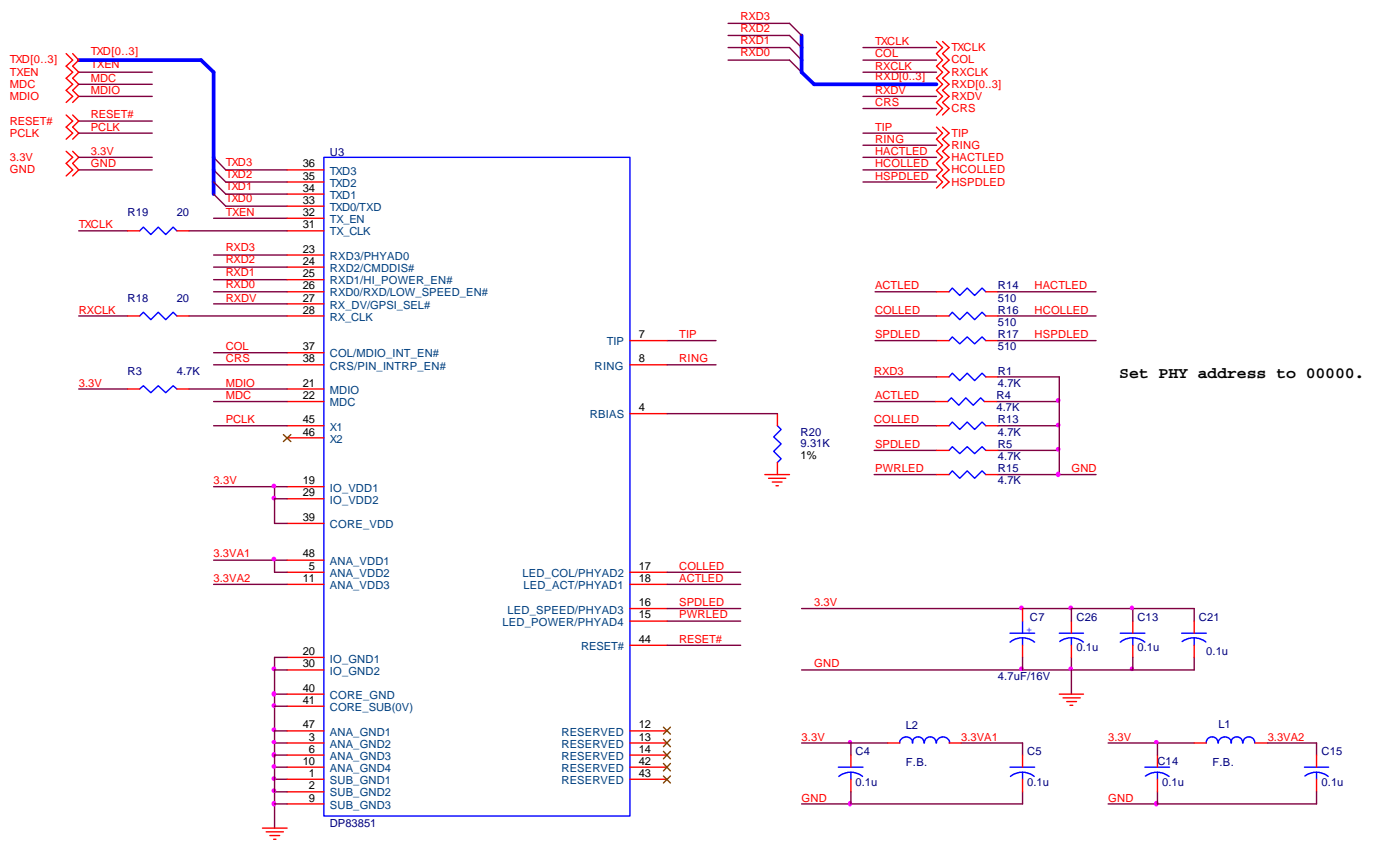 TXD[0..3] TXD[0..3]
TXEN TXEN
MDC MDC
MDIO MDIO
RESET# RESET#
PCLK PCLK
3.3V 3.3V
GND GND
RXD3
RXD2
RXD1
RXD0
TXCLK TXCLK
COL COL
RXCLK RXCLK
RXD[0..3] RXD[0..3]
RXDV RXDV
CRS CRS
TIP TIP
RING RING
HACTLED HACTLED
HCOLLED HCOLLED
HSPDLED HSPDLED
U3
TXD3 36 TXD3
TXD2 35 TXD2
TXD1 34 TXD1
TXD0 33 TXD0/TXD
TXEN 32 TX_EN
R19 20
TXCLK 31 TX_CLK
RXD3 23 RXD3/PHYAD0
RXD2 24 RXD2/CMDDIS#
RXD1 25 RXD1/HI_POWER_EN#
RXD0 26 RXD0/RXD/LOW_SPEED_EN#
RXDV 27 RX_DV/GPSI_SEL#
R18 20
RXCLK 28 RX_CLK
COL 37 COL/MDIO_INT_EN#
CRS 38 CRS/PIN_INTRP_EN#
R3 4.7K
3.3V MDIO 21 MDIO
MDC 22 MDC
PCLK 45 X1
46 X2
3.3V 19 IO_VDD1
29 IO_VDD2
39 CORE_VDD
3.3VA1 48 ANA_VDD1
5 ANA_VDD2
3.3VA2 11 ANA_VDD3
20 IO_GND1
30 IO_GND2
40 CORE_GND
41 CORE_SUB(0V)
47 ANA_GND1
3 ANA_GND2
6 ANA_GND3
10 ANA_GND4
1 SUB_GND1
2 SUB_GND2
9 SUB_GND3
DP83851
TIP 7 TIP
RING 8 RING
RBIAS 4
R20
9.31K
1%
LED_COL/PHYAD2 17 COLLED
LED_ACT/PHYAD1 18 ACTLED
LED_SPEED/PHYAD3 16 SPDLED
LED_POWER/PHYAD4 15 PWRLED
RESET# 44 RESET#
RESERVED 12
RESERVED 13
RESERVED 14
RESERVED 42
RESERVED 43
ACTLED R14 HACTLED
510
COLLED R16 HCOLLED
510
SPDLED R17 HSPDLED
510
RXD3 R1
4.7K
ACTLED R4
4.7K
COLLED R13
4.7K
SPDLED R5
4.7K
PWRLED R15 GND
4.7K
Set PHY address to 00000.
3.3V
C7 C26 C13 C21
+
0.1u 0.1u 0.1u
GND
4.7uF/16V
L2
3.3V 3.3VA1
C4 F.B. C5
0.1u 0.1u
GND
L1
3.3V 3.3VA2
C14 F.B. C15
0.1u 0.1u
GND